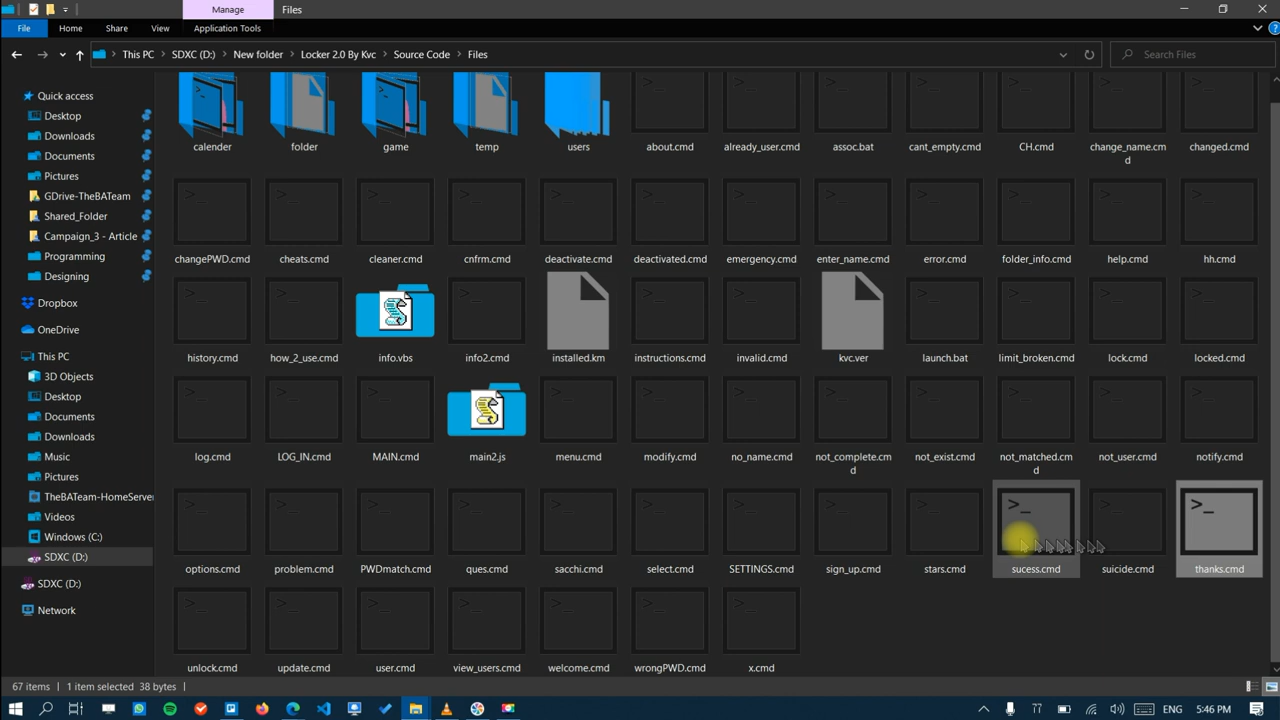 Manage Files
File Home Share View Application Tools
This PC SDXC (D:) New folder Locker 2.0 By Kvc Source Code Files Search Files
Quick access
Desktop
Downloads
Documents
Pictures
GDrive-TheBATeam
Shared_Folder
Campaign_3 - Article
Programming
Designing
Dropbox
OneDrive
This PC
3D Objects
Desktop
Documents
Downloads
Music
Pictures
TheBATeam-HomeServer
Videos
Windows (C:)
SDXC (D:)
SDXC (D:)
Network
calender folder game temp users about.cmd already_user.cmd assoc.bat cant_empty.cmd CH.cmd change_name.cm changed.cmd
d
changePWD.cmd cheats.cmd cleaner.cmd cnfrm.cmd deactivate.cmd deactivated.cmd emergency.cmd enter_name.cmd error.cmd folder_info.cmd help.cmd hh.cmd
history.cmd how_2_use.cmd info.vbs info2.cmd installed.km instructions.cmd invalid.cmd kvc.ver launch.bat limit_broken.cmd lock.cmd locked.cmd
log.cmd LOG_IN.cmd MAIN.cmd main2.js menu.cmd modify.cmd no_name.cmd not_complete.cm not_exist.cmd not_matched.cm not_user.cmd notify.cmd
d d
options.cmd problem.cmd PWDmatch.cmd ques.cmd sacchi.cmd select.cmd SETTINGS.cmd sign_up.cmd stars.cmd sucess.cmd suicide.cmd thanks.cmd
unlock.cmd update.cmd user.cmd view_users.cmd welcome.cmd wrongPWD.cmd x.cmd
67 items 1 item selected 38 bytes
ENG 5:46 PM